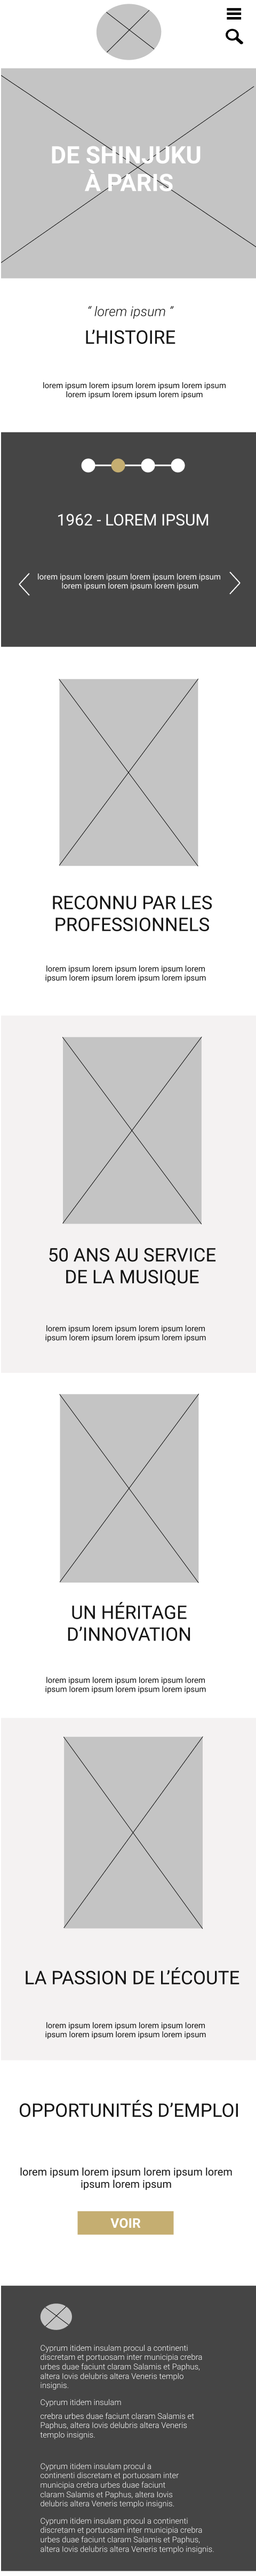 DE SHINJUKU
À PARIS
“ lorem ipsum ”
L’HISTOIRE
lorem ipsum lorem ipsum lorem ipsum lorem ipsum
lorem ipsum lorem ipsum lorem ipsum
1962 - LOREM IPSUM
lorem ipsum lorem ipsum lorem ipsum lorem ipsum
lorem ipsum lorem ipsum lorem ipsum
RECONNU PAR LES
PROFESSIONNELS
lorem ipsum lorem ipsum lorem ipsum lorem
ipsum lorem ipsum lorem ipsum lorem ipsum
50 ANS AU SERVICE
DE LA MUSIQUE
lorem ipsum lorem ipsum lorem ipsum lorem
ipsum lorem ipsum lorem ipsum lorem ipsum
UN HÉRITAGE
D’INNOVATION
lorem ipsum lorem ipsum lorem ipsum lorem
ipsum lorem ipsum lorem ipsum lorem ipsum
LA PASSION DE L’ÉCOUTE
lorem ipsum lorem ipsum lorem ipsum lorem
ipsum lorem ipsum lorem ipsum lorem ipsum
OPPORTUNITÉS D’EMPLOI
lorem ipsum lorem ipsum lorem ipsum lorem
ipsum lorem ipsum
VOIR
Cyprum itidem insulam procul a continenti
discretam et portuosam inter municipia crebra
urbes duae faciunt claram Salamis et Paphus,
altera Iovis delubris altera Veneris templo
insignis.
Cyprum itidem insulam
crebra urbes duae faciunt claram Salamis et
Paphus, altera Iovis delubris altera Veneris
templo insignis.
Cyprum itidem insulam procul a
continenti discretam et portuosam inter
municipia crebra urbes duae faciunt
claram Salamis et Paphus, altera Iovis
delubris altera Veneris templo insignis.
Cyprum itidem insulam procul a continenti
discretam et portuosam inter municipia crebra
urbes duae faciunt claram Salamis et Paphus,
altera Iovis delubris altera Veneris templo insignis.